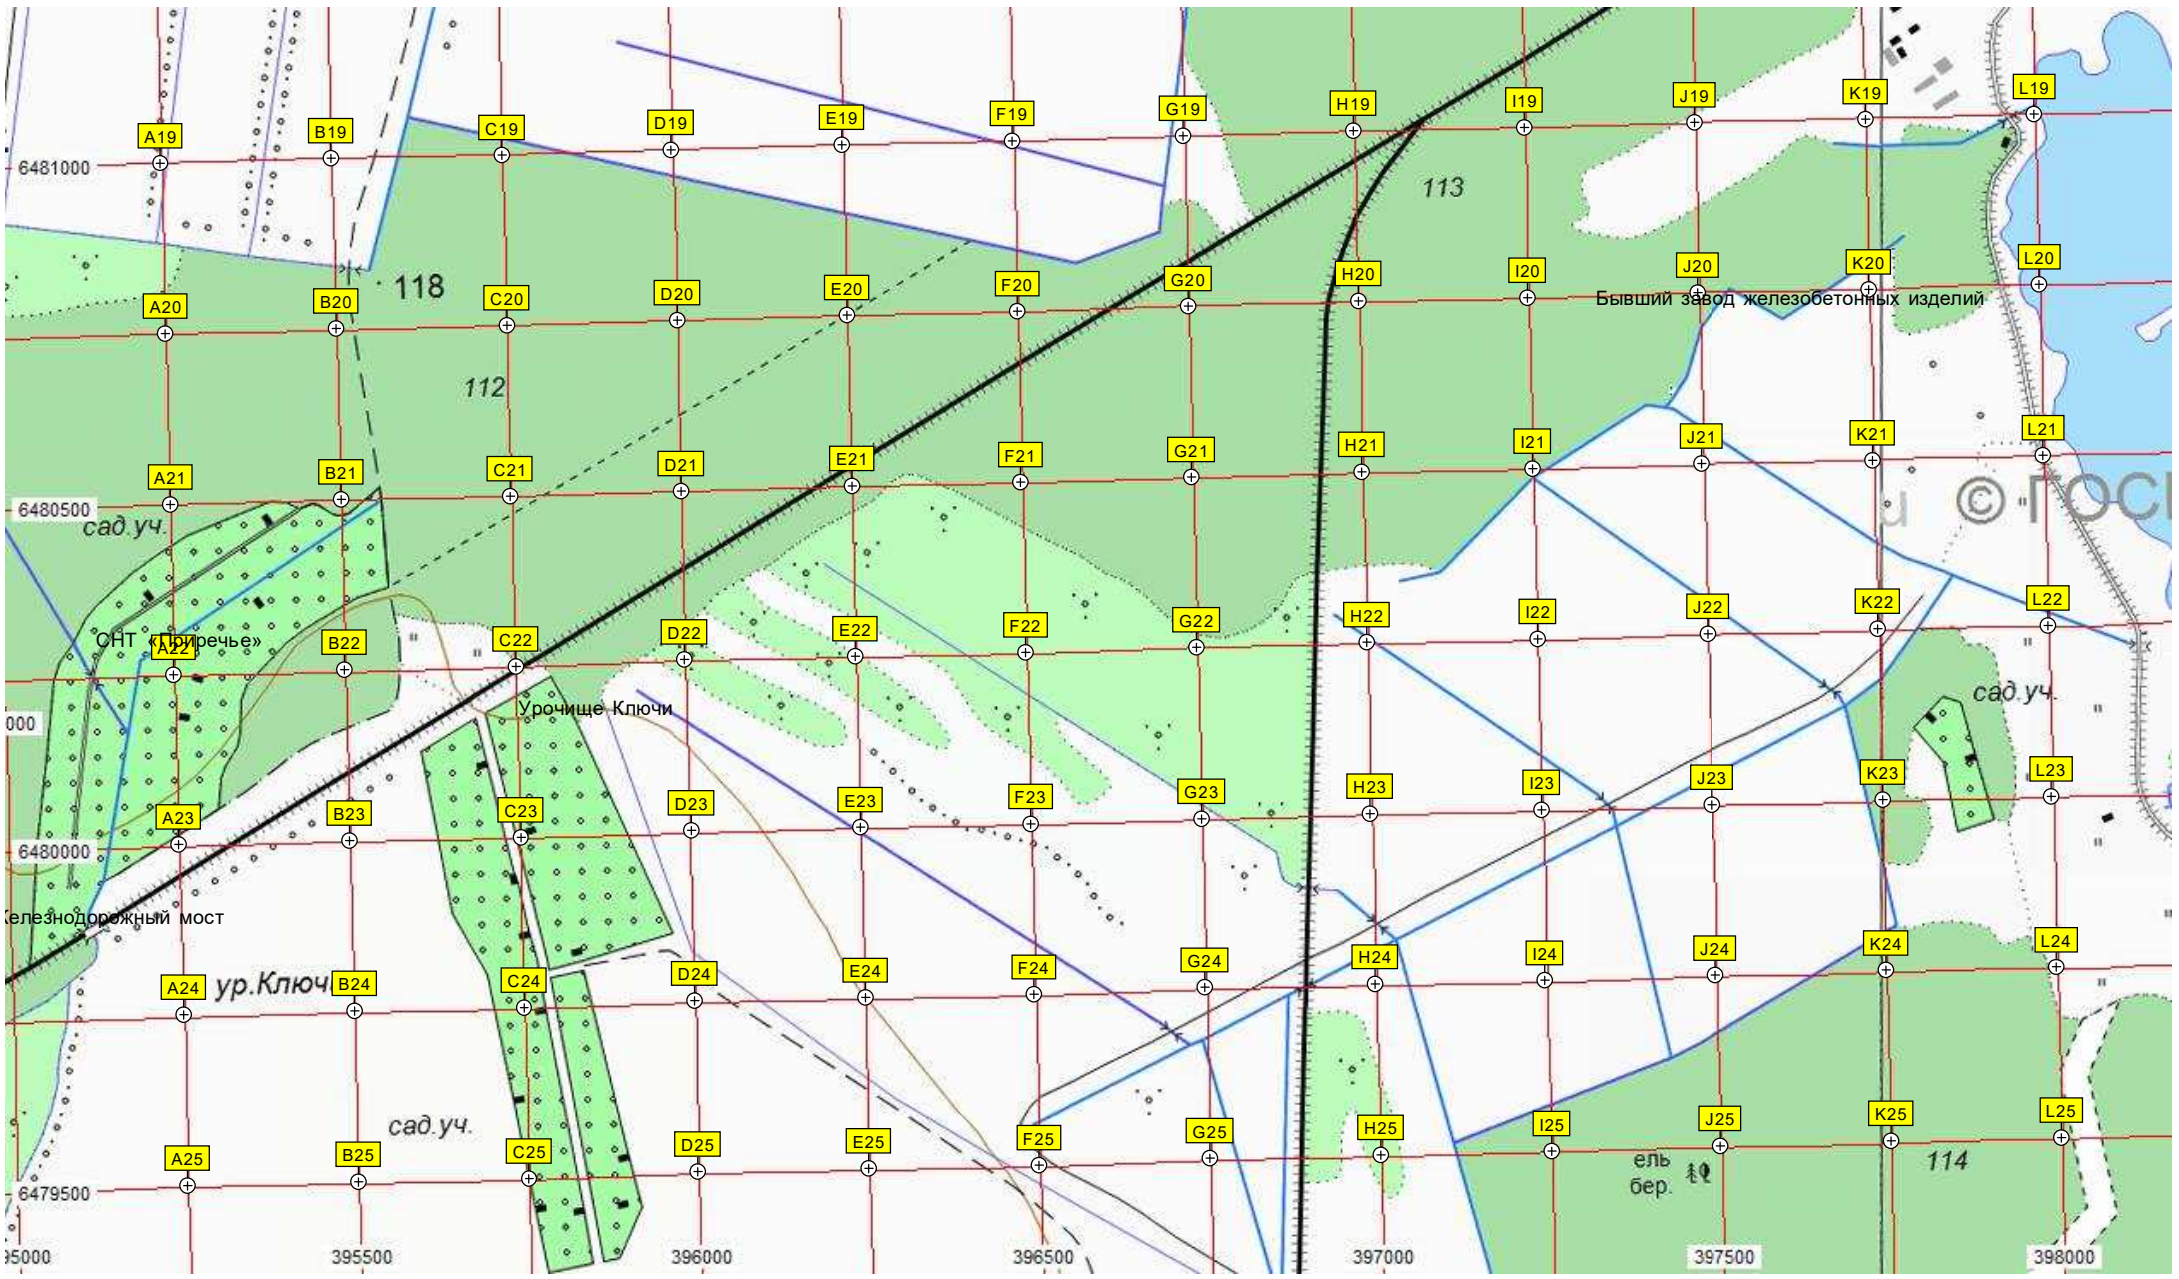 A19 B19 C19 D19 E19 F19 G19 H19 I19 J19 K19 L19
6481000
113
118
A20 B20 C20 D20 E20 F20 G20 H20 I20 J20 K20 L20
Бывший завод железобетонных изделий
112
A21 B21 C21 D21 E21 F21 G21 H21 I21 J21 K21 L21
6480500
сад.уч.
© ГОСГ
СНТ «Приречье»
A22 B22 C22 D22 E22 F22 G22 H22 I22 J22 K22 L22
сад.уч.
Урочище Ключи
000
A23 B23 C23 D23 E23 F23 G23 H23 I23 J23 K23 L23
6480000
елезнодорожный мост
ур.Ключи
A24 B24 C24 D24 E24 F24 G24 H24 I24 J24 K24 L24
сад.уч.
A25 B25 C25 D25 E25 F25 G25 H25 I25 J25 K25 L25
ель
бер.
114
6479500
95000 395500 396000 396500 397000 397500 398000